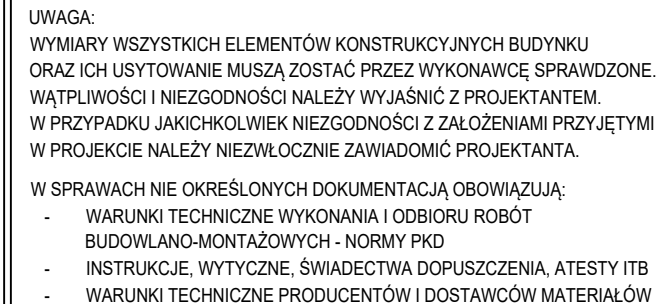 UWAGA:
WYMIARY WSZYSTKICH ELEMENTÓW KONSTRUKCYJNYCH BUDYNKU
ORAZ ICH USYTOWANIE MUSZĄ ZOSTAĆ PRZEZ WYKONAWCĘ SPRAWDZONE.
WĄTPLIWOŚCI I NIEZGODNOŚCI NALEŻY WYJAŚNIĆ Z PROJEKTANTEM.
W PRZYPADKU JAKICHKOLWIEK NIEZGODNOŚCI Z ZAŁOŻENIAMI PRZYJĘTYMI
W PROJEKCIE NALEŻY NIEZWŁOCZNIE ZAWIADOMIĆ PROJEKTANTA.
W SPRAWACH NIE OKREŚLONYCH DOKUMENTACJĄ OBOWIĄZUJĄ:
- WARUNKI TECHNICZNE WYKONANIA I ODBIORU ROBÓT
BUDOWLANO-MONTAŻOWYCH - NORMY PKD
- INSTRUKCJE, WYTYCZNE, ŚWIADECTWA DOPUSZCZENIA, ATESTY ITB
- WARUNKI TECHNICZNE PRODUCENTÓW I DOSTAWCÓW MATERIAŁÓW